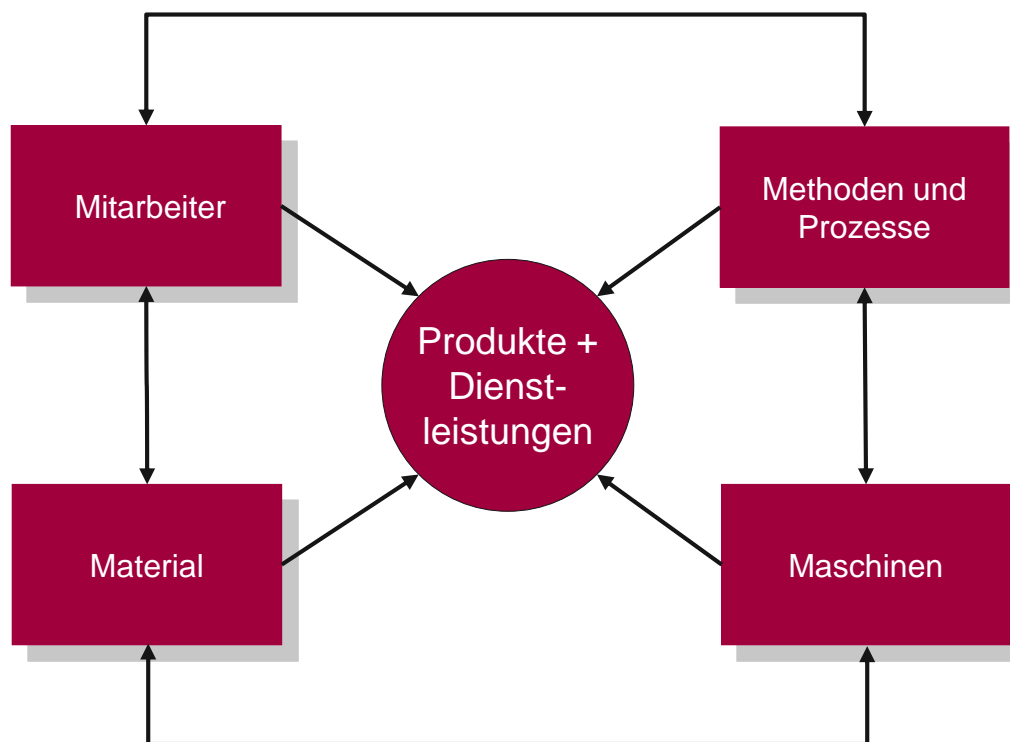 Mitarbeiter
Methoden und
Prozesse
Produkte +
Dienst-
leistungen
Material
Maschinen